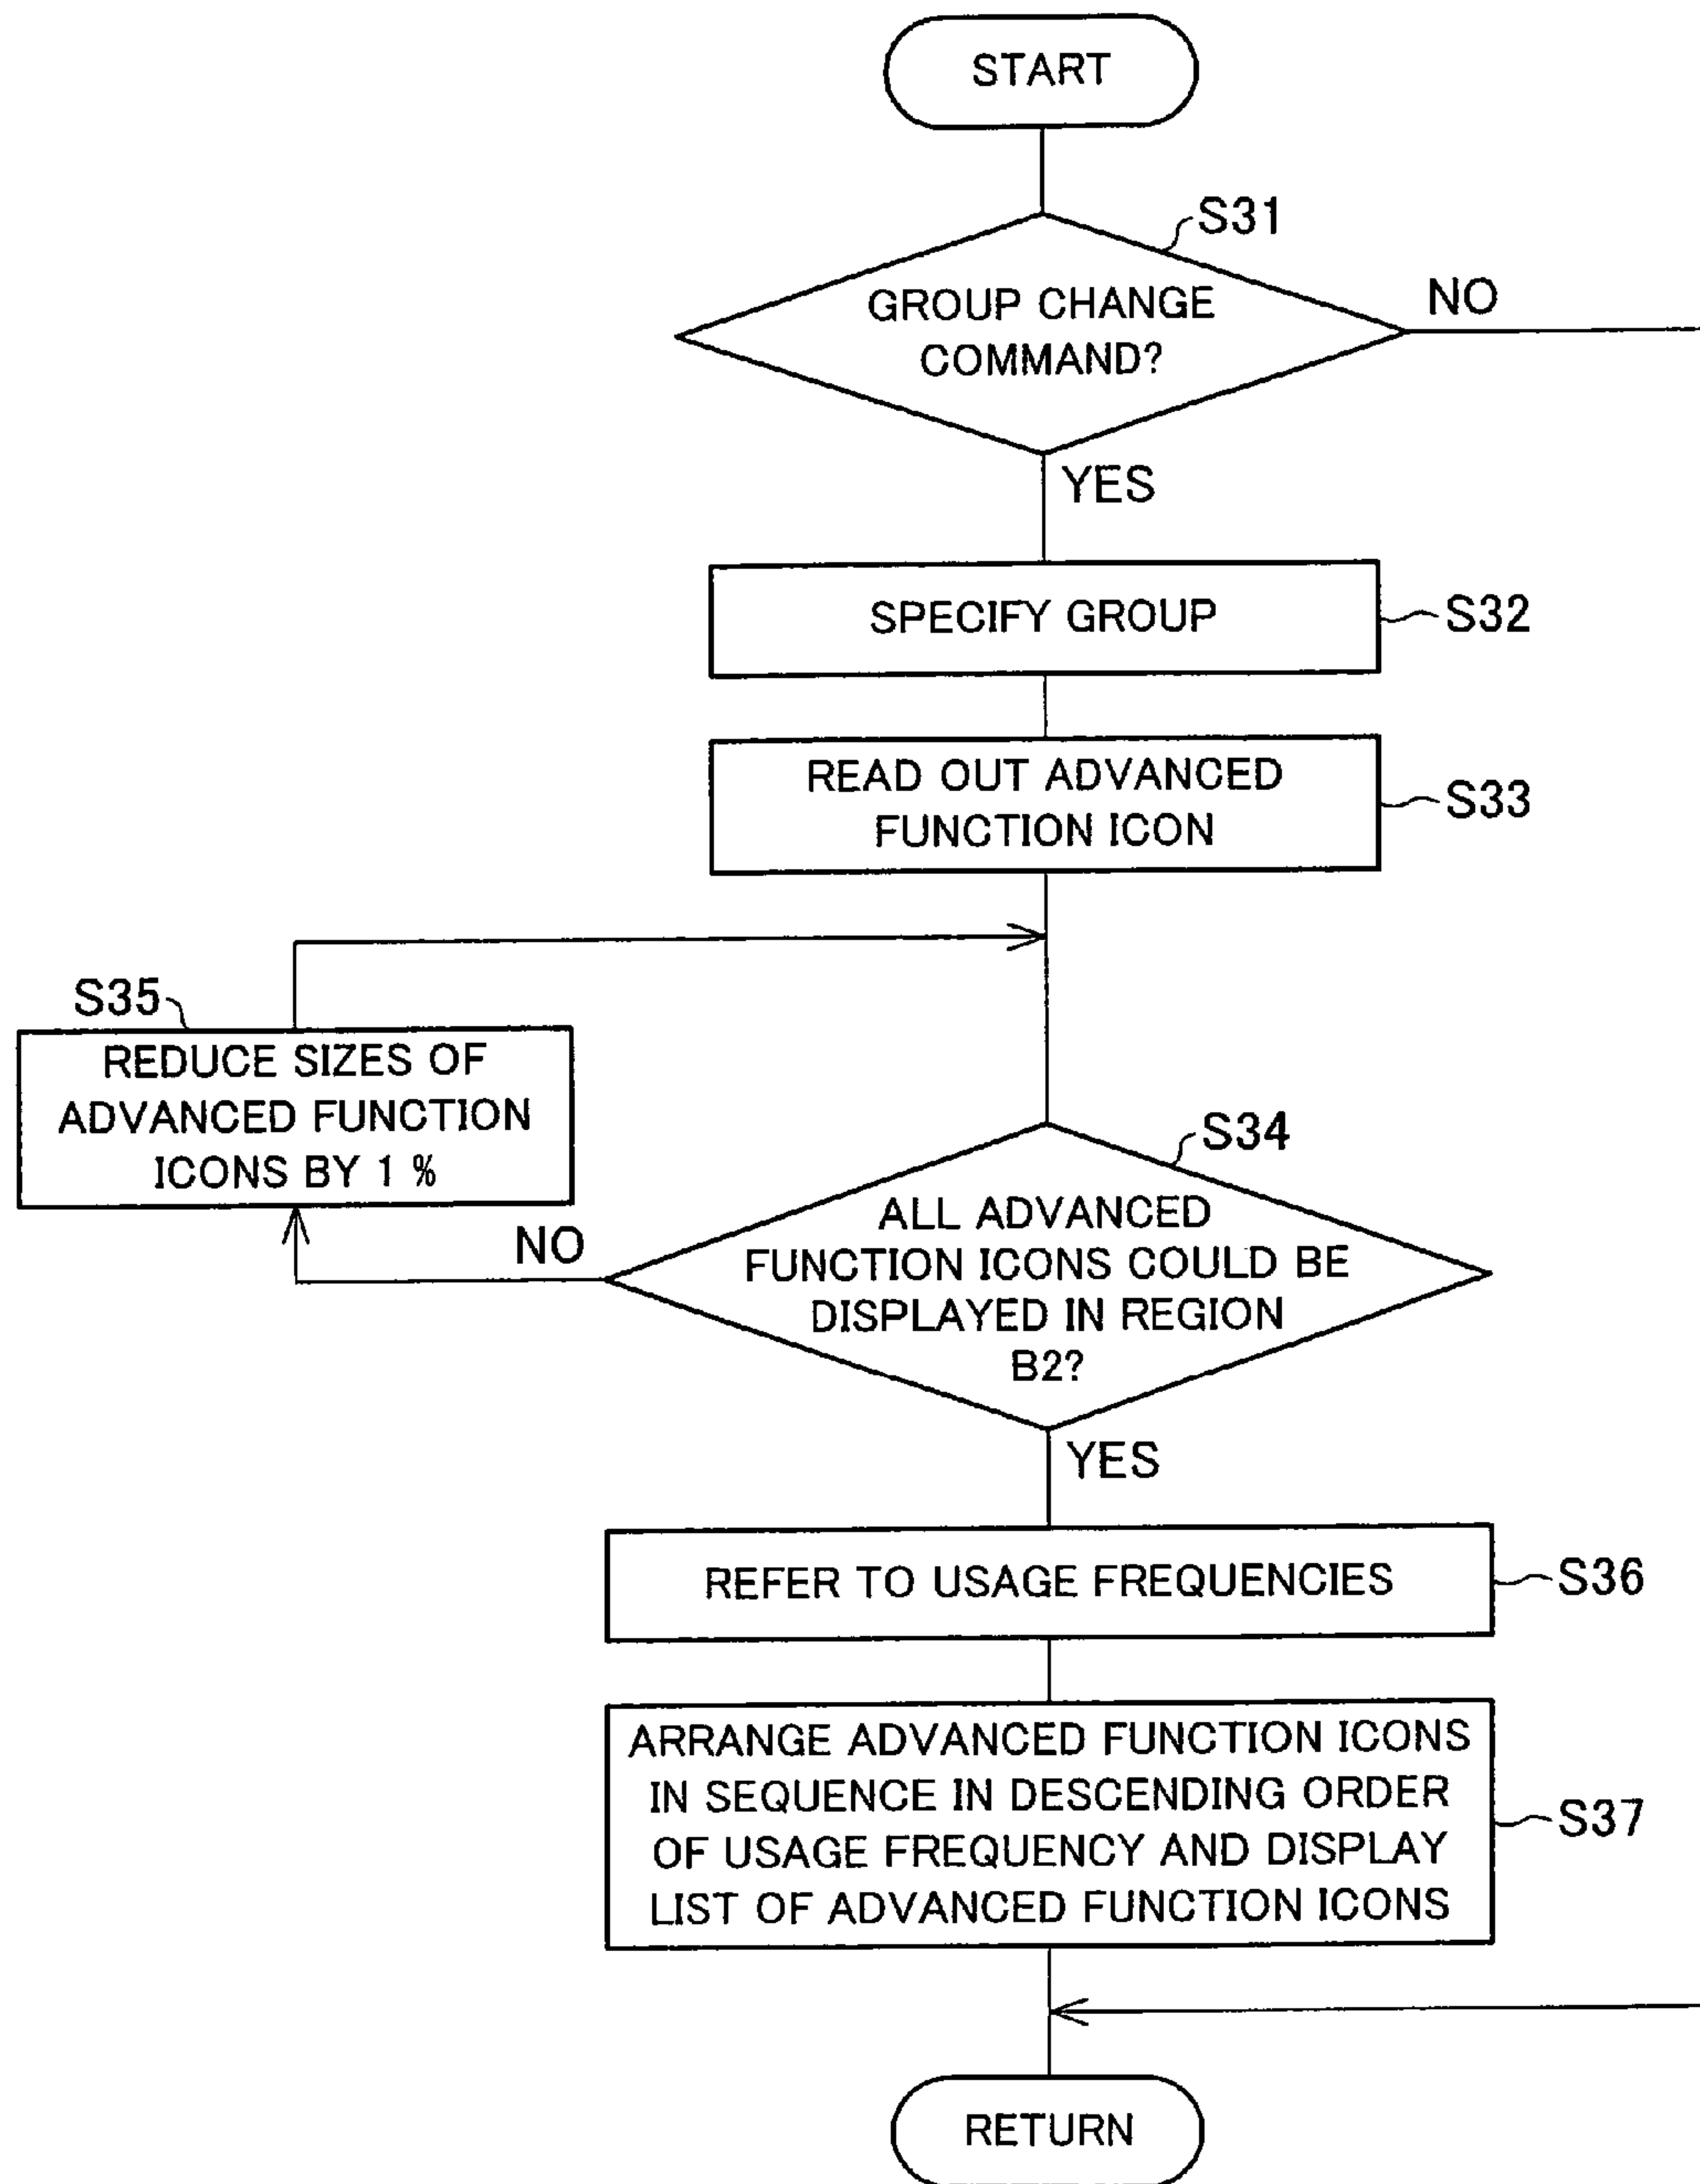 START
S31
GROUP CHANGE
COMMAND?
NO
YES
SPECIFY GROUP
S32
READ OUT ADVANCED
FUNCTION ICON
S33
S35
REDUCE SIZES OF
ADVANCED FUNCTION
ICONS BY 1 %
S34
ALL ADVANCED
FUNCTION ICONS COULD BE
DISPLAYED IN REGION
B2?
NO
YES
REFER TO USAGE FREQUENCIES
S36
ARRANGE ADVANCED FUNCTION ICONS
IN SEQUENCE IN DESCENDING ORDER
OF USAGE FREQUENCY AND DISPLAY
LIST OF ADVANCED FUNCTION ICONS
S37
RETURN